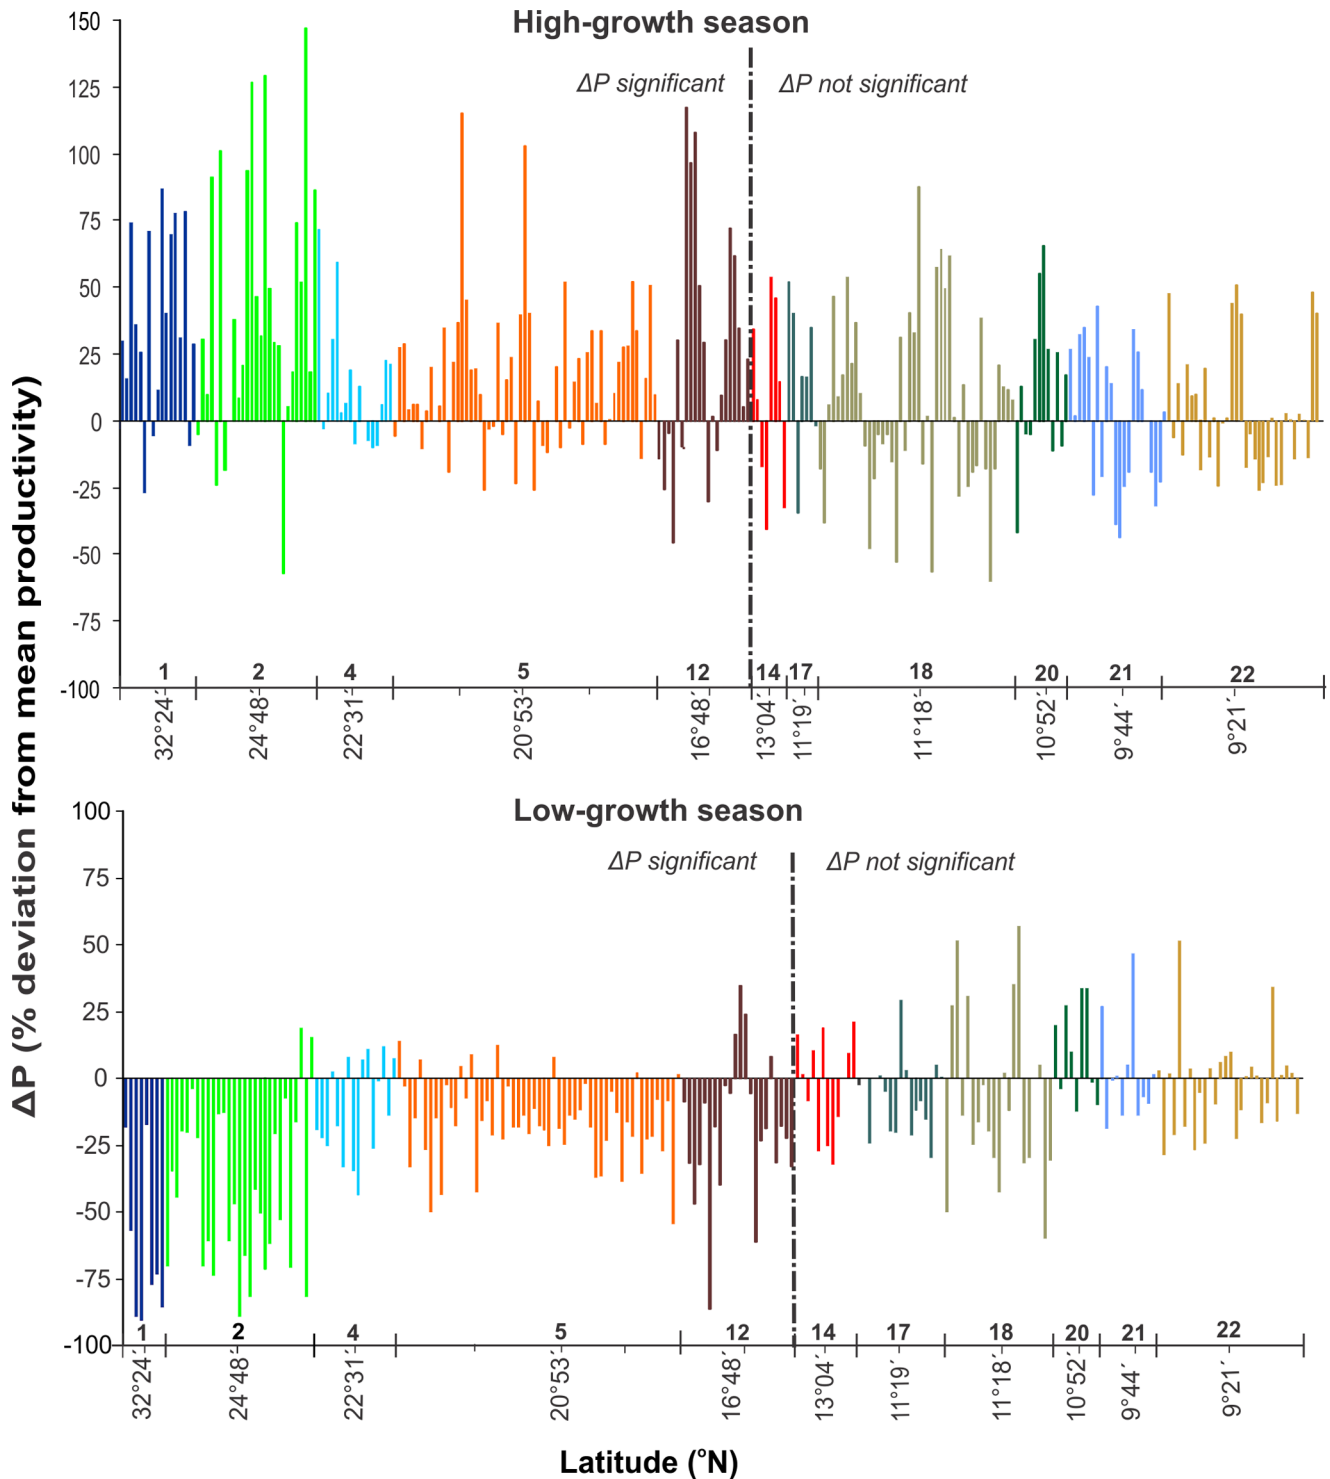 High-growth season
ΔP significant
ΔP not significant
150
125
100
75
50
25
0
-25
-50
-75
-100
1 2 4 5 12 14 17 18 20 21 22
32°24´ 24°48´ 22°31´ 20°53´ 16°48´ 13°04´ 11°19´ 11°18´ 10°52´ 9°44´ 9°21´
ΔP (% deviation from mean productivity)
Low-growth season
ΔP significant
ΔP not significant
100
75
50
25
0
-25
-50
-75
-100
1 2 4 5 12 14 17 18 20 21 22
32°24´ 24°48´ 22°31´ 20°53´ 16°48´ 13°04´ 11°19´ 11°18´ 10°52´ 9°44´ 9°21´
Latitude (°N)